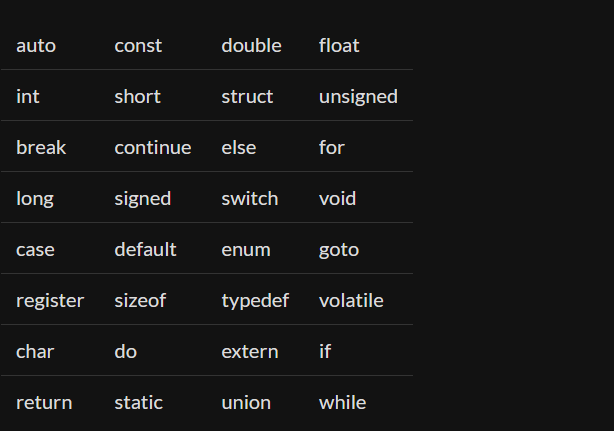 auto const double float
int short struct unsigned
break continue else for
long signed switch void
case default enum goto
register sizeof typedef volatile
char do extern if
return static union while